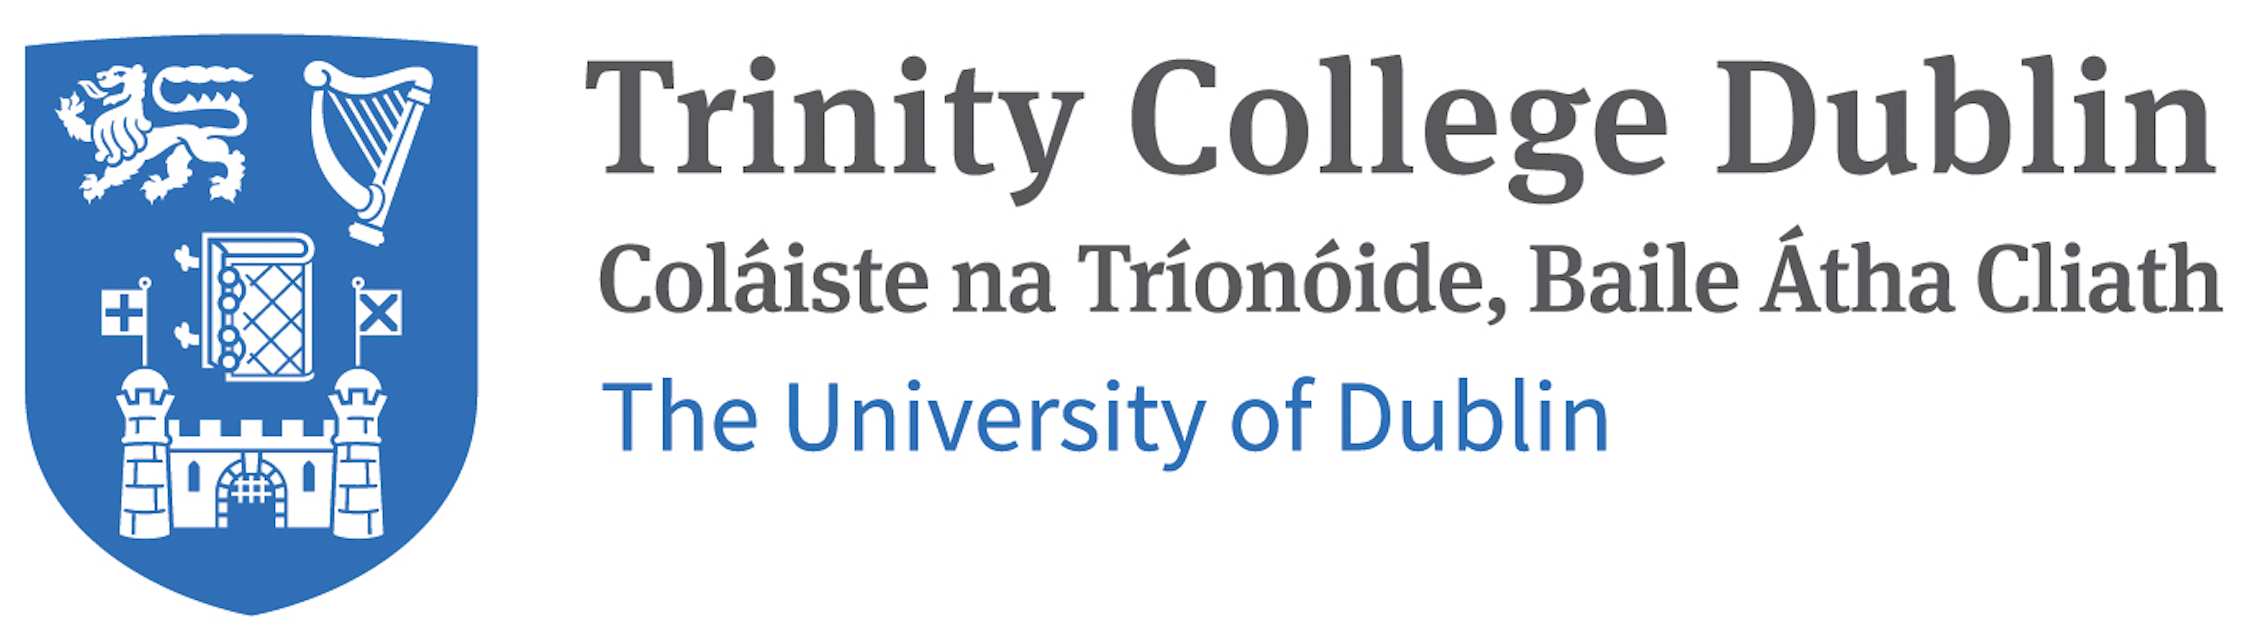 Trinity College Dublin
Coláiste na Tríonóide, Baile Átha Cliath
The University of Dublin